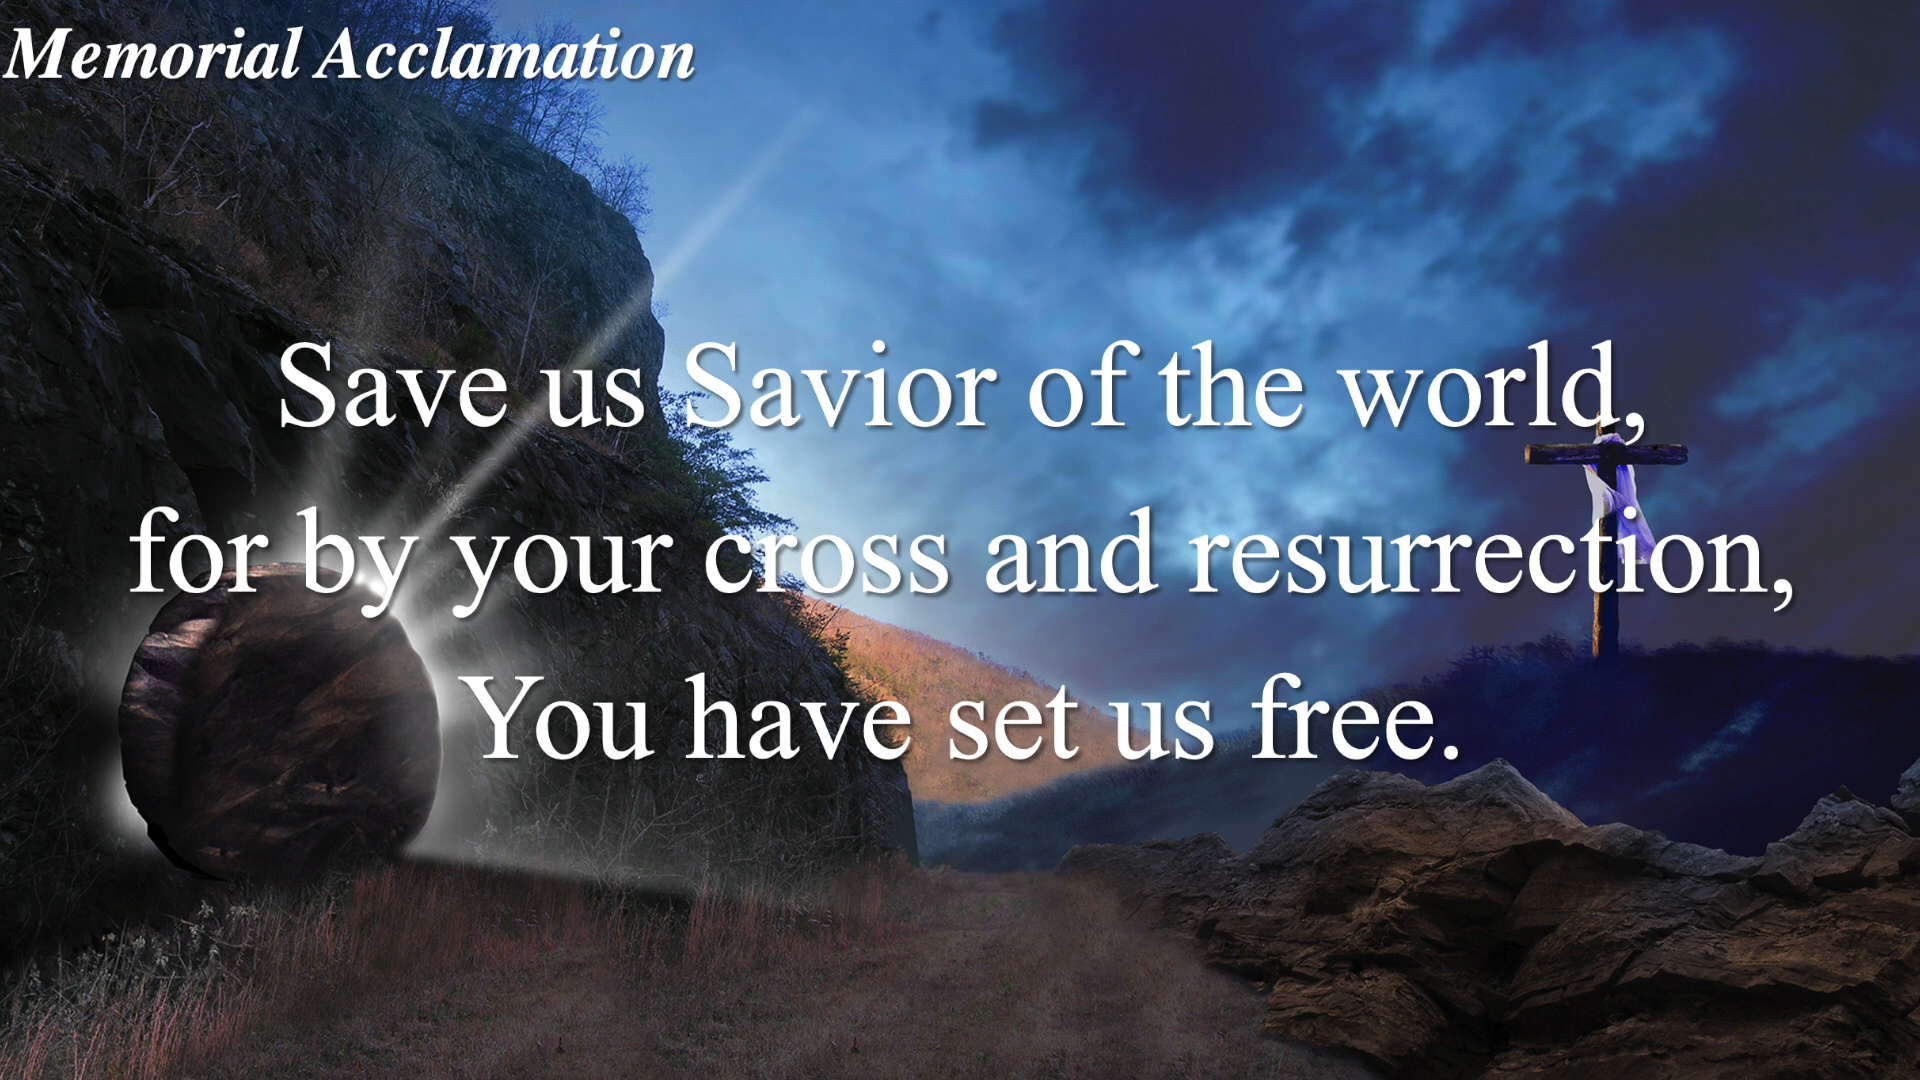 Memorial Acclamation
Save us Savior of the world,
for by your cross and resurrection,
You have set us free.